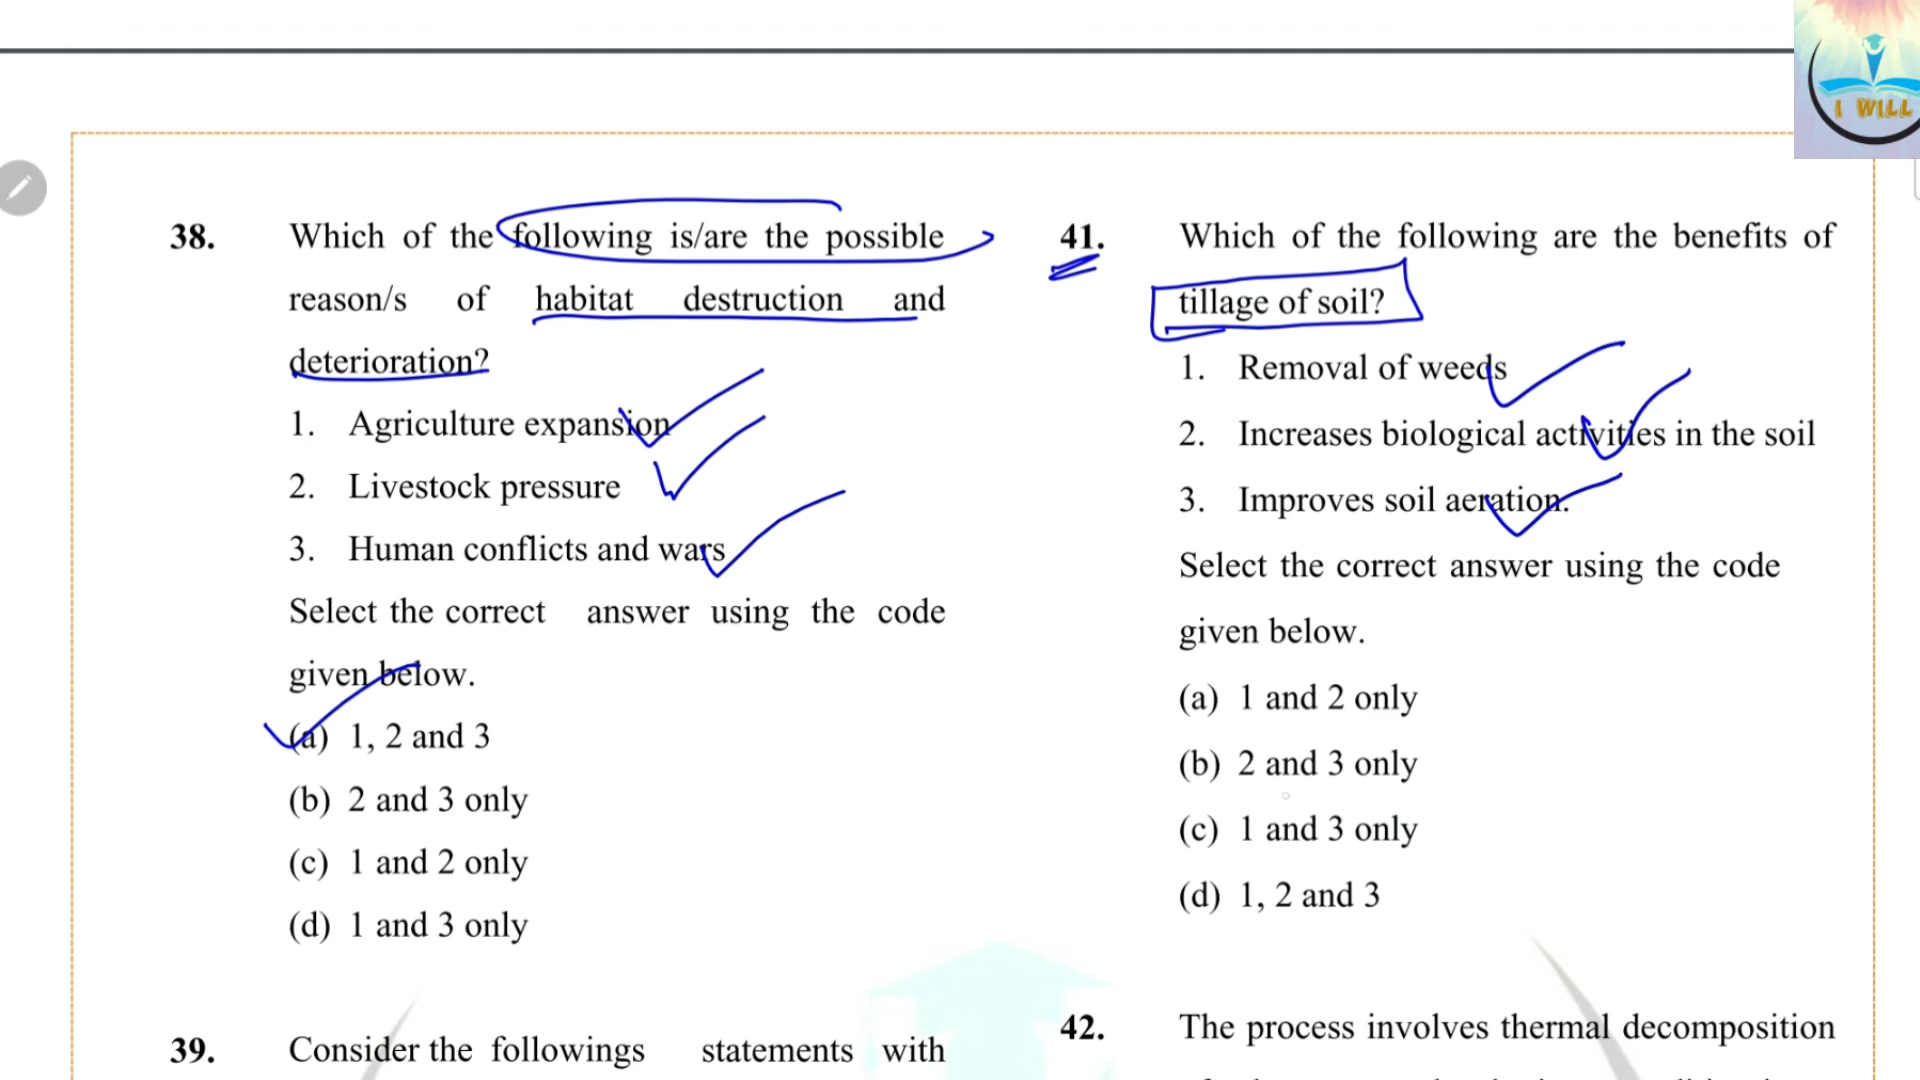 I WILL
38. Which of the following is/are the possible
reason/s of habitat destruction and
deterioration?
1. Agriculture expansion
2. Livestock pressure
3. Human conflicts and wars
Select the correct answer using the code
given below.
(a) 1, 2 and 3
(b) 2 and 3 only
(c) 1 and 2 only
(d) 1 and 3 only
39. Consider the followings statements with
41. Which of the following are the benefits of
tillage of soil?
1. Removal of weeds
2. Increases biological activities in the soil
3. Improves soil aeration.
Select the correct answer using the code
given below.
(a) 1 and 2 only
(b) 2 and 3 only
(c) 1 and 3 only
(d) 1, 2 and 3
42. The process involves thermal decomposition